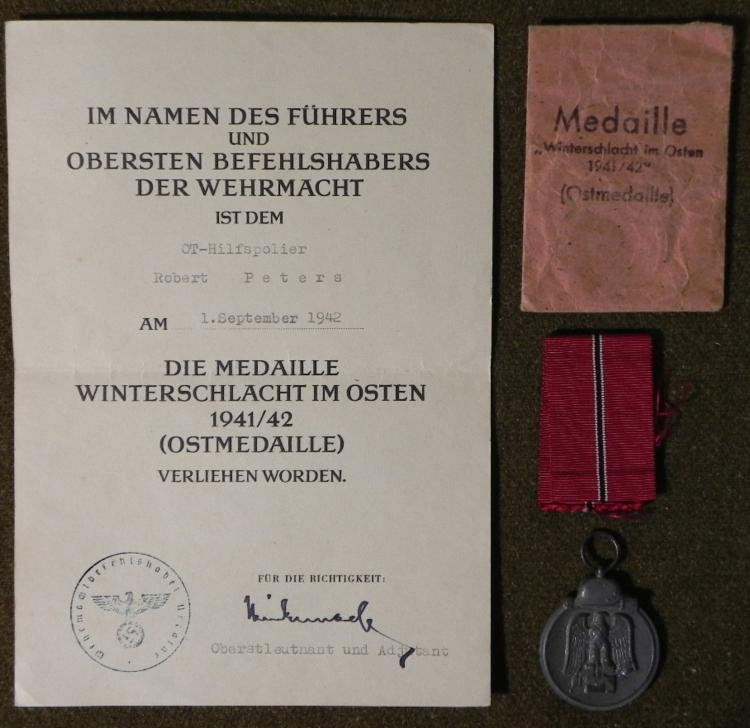 IM NAMEN DES FÜHRERS
UND
OBERSTEN BEFEHLSHABERS
DER WEHRMACHT
IST DEM
OT-Hilfspolier
Robert Peters
AM 1.September 1942
DIE MEDAILLE
WINTERSCHLACHT IM OSTEN
1941/42
(OSTMEDAILLE)
VERLIEHEN WORDEN.
FÜR DIE RICHTIGKEIT:
Oberstleutnant und Adjutant
Wehrmachtbefehlshaber Ukraine
Medaille
„Winterschlacht im Osten
1941/42"
(Ostmedaille)